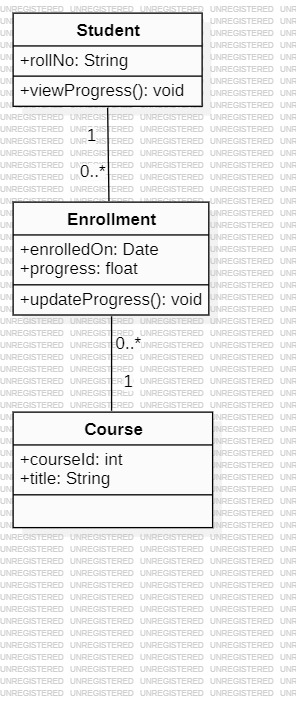 Student
+rollNo: String
+viewProgress(): void
1
0..*
Enrollment
+enrolledOn: Date
+progress: float
+updateProgress(): void
0..*
1
Course
+courseId: int
+title: String
UNREGISTERED